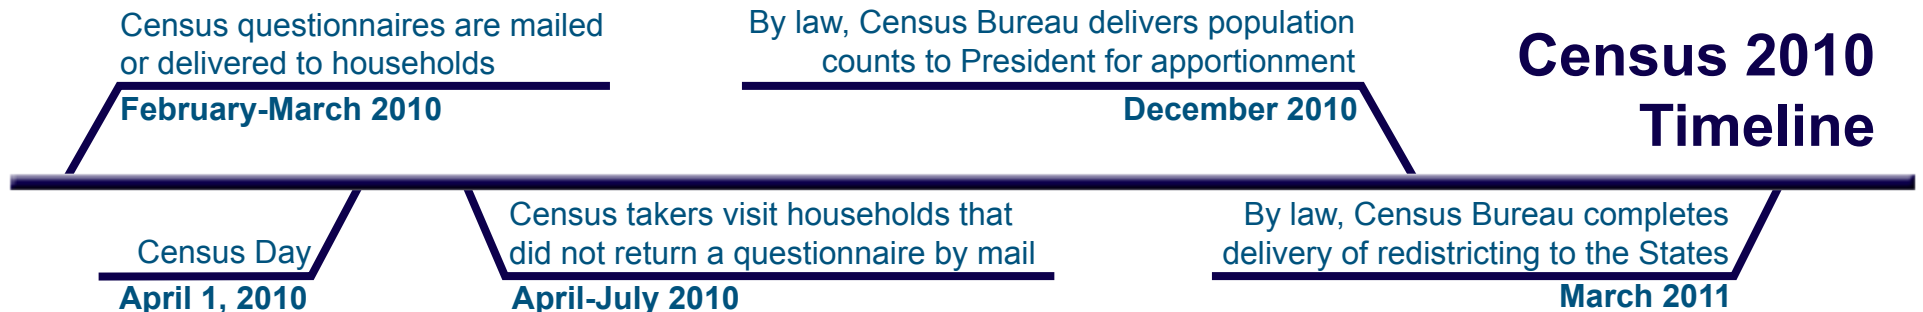 Census questionnaires are mailed
or delivered to households
February-March 2010
By law, Census Bureau delivers population
counts to President for apportionment
December 2010
Census 2010
Timeline
Census Day
April 1, 2010
Census takers visit households that
did not return a questionnaire by mail
April-July 2010
By law, Census Bureau completes
delivery of redistricting to the States
March 2011